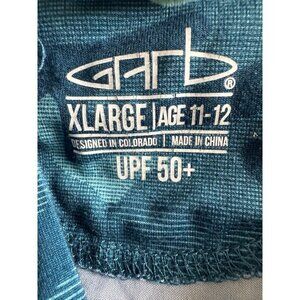 Garb®
XLARGE | AGE 11-12
DESIGNED IN COLORADO | MADE IN CHINA
UPF 50+